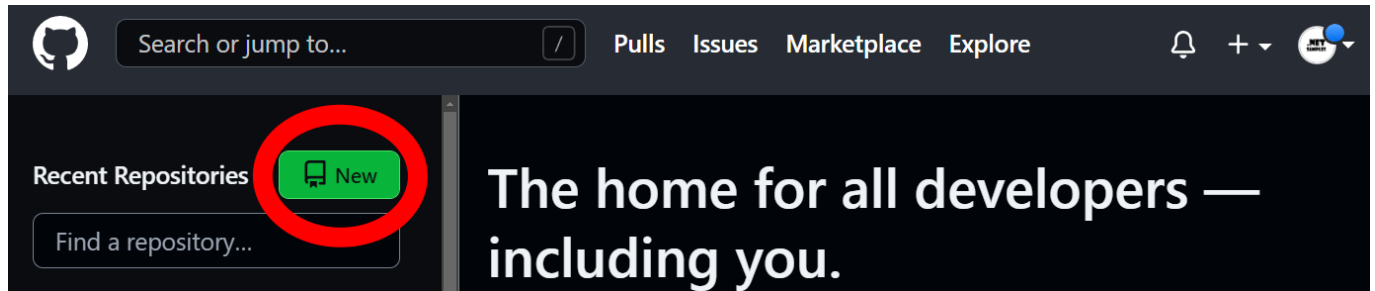 Search or jump to... / Pulls Issues Marketplace Explore
.NET
Recent Repositories New
Find a repository...
The home for all developers —
including you.